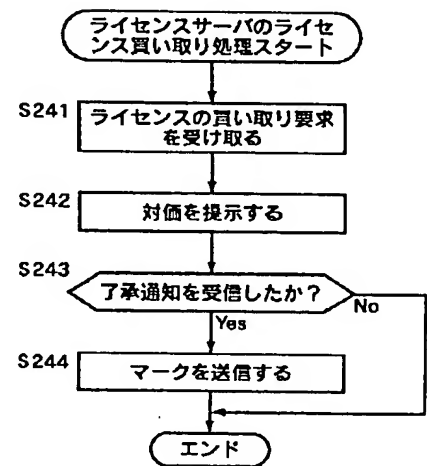 ライセンスサーバのライセ
ンス買い取り処理スタート
S241
ライセンスの買い取り要求
を受け取る
S242
対価を提示する
S243
了承通知を受信したか?
No
Yes
S244
マークを送信する
エンド